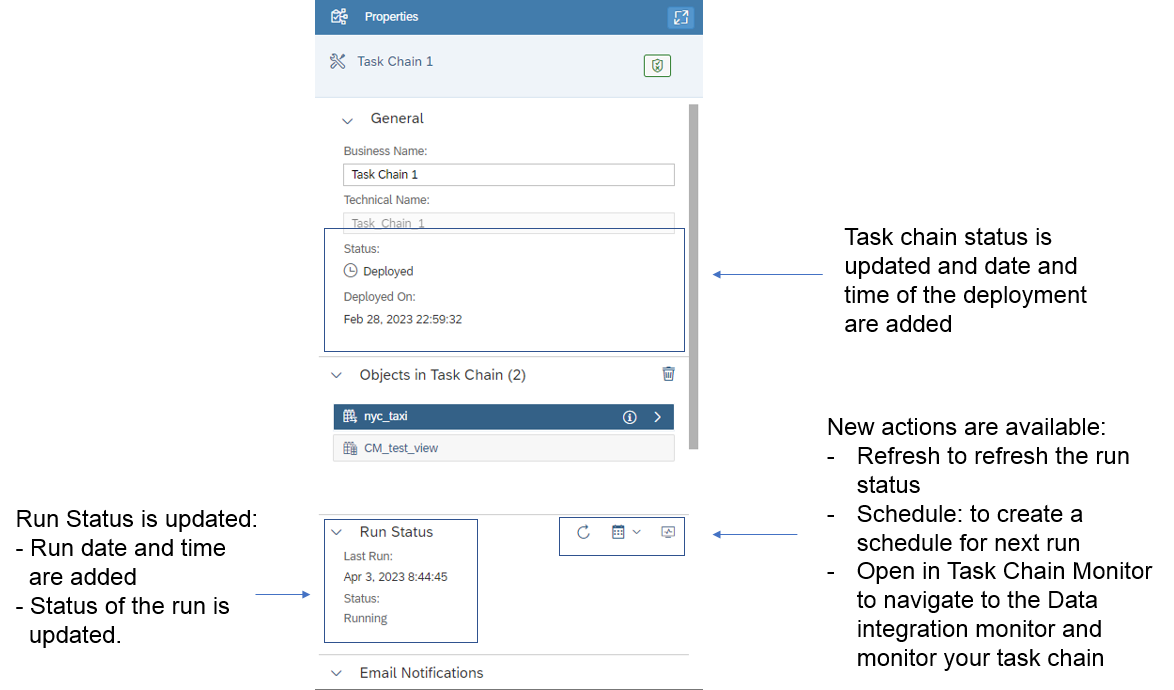 Properties
Task Chain 1
General
Business Name:
Task Chain 1
Technical Name:
Task_Chain_1
Status:
Deployed
Deployed On:
Feb 28, 2023 22:59:32
Task chain status is
updated and date and
time of the deployment
are added
Objects in Task Chain (2)
nyc_taxi
CM_test_view
New actions are available:
- Refresh to refresh the run
status
- Schedule: to create a
schedule for next run
- Open in Task Chain Monitor
to navigate to the Data
integration monitor and
monitor your task chain
Run Status is updated:
- Run date and time
are added
- Status of the run is
updated.
Run Status
Last Run:
Apr 3, 2023 8:44:45
Status:
Running
Email Notifications